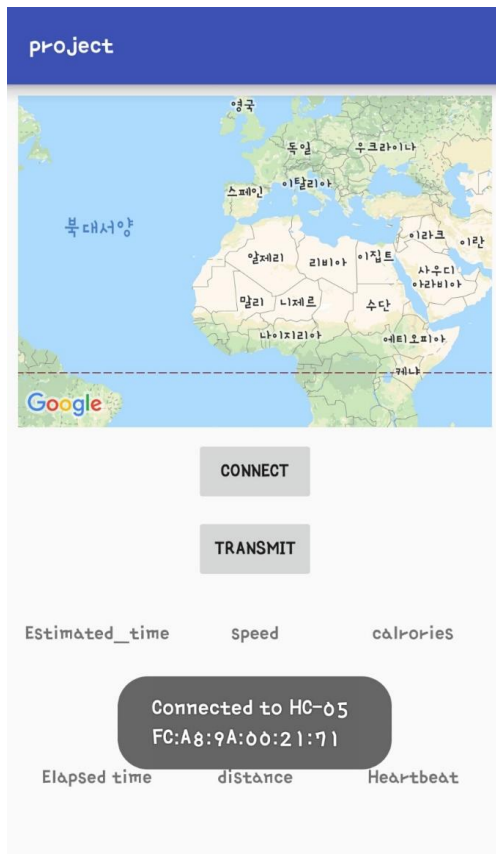 project
영국
독일
우크라이나
스페인
이탈리아
북대서양
이라크
이란
알제리
리비아
이집트
사우디
아라비아
말리
니제르
수단
나이지리아
에티오피아
케냐
Google
CONNECT
TRANSMIT
Estimated_time speed calrories
Connected to HC-05
FC:A8:9A:00:21:71
Elapsed time distance Heartbeat